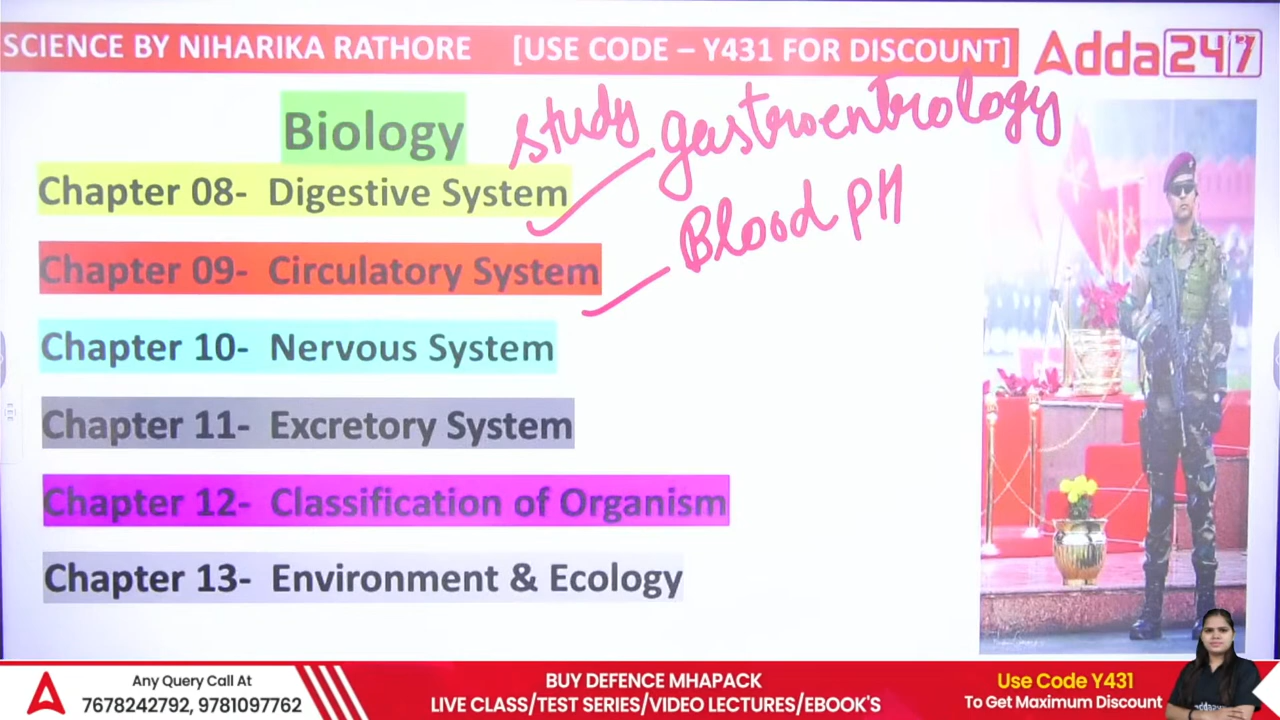 SCIENCE BY NIHARIKA RATHORE [USE CODE – Y431 FOR DISCOUNT]
Adda 247
Biology
study gastroentrology
Chapter 08- Digestive System
Blood PH
Chapter 09- Circulatory System
Chapter 10- Nervous System
Chapter 11- Excretory System
Chapter 12- Classification of Organism
Chapter 13- Environment & Ecology
Any Query Call At
7678242792, 9781097762
BUY DEFENCE MHAPACK
LIVE CLASS/TEST SERIES/VIDEO LECTURES/EBOOK'S
Use Code Y431
To Get Maximum Discount